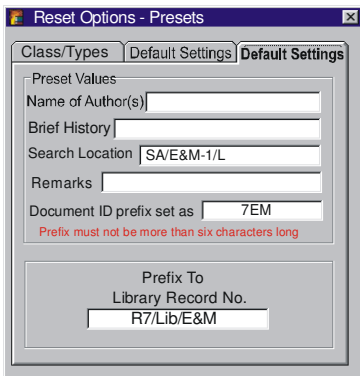 Reset Options - Presets
Class/Types Default Settings Default Settings
Preset Values
Name of Author(s)
Brief History
Search Location SA/E&M-1/L
Remarks
Document ID prefix set as 7EM
Prefix must not be more than six characters long
Prefix To
Library Record No.
R7/Lib/E&M